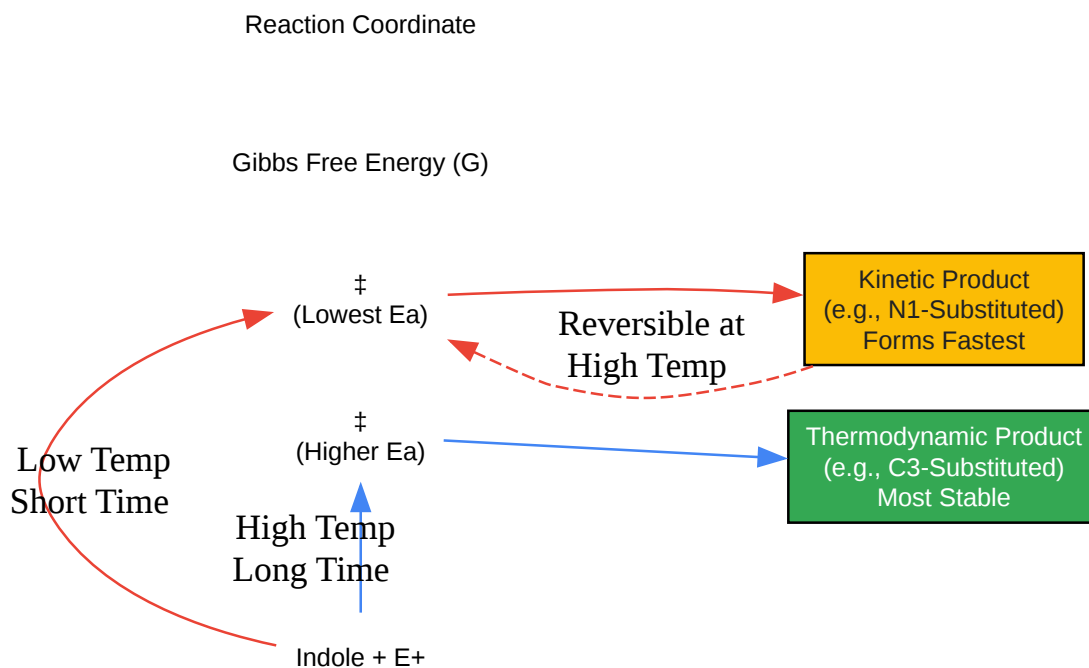 Reaction Coordinate
Gibbs Free Energy (G)
‡
(Lowest Ea)
Kinetic Product
(e.g., N1-Substituted)
Forms Fastest
Reversible at
High Temp
‡
(Higher Ea)
Thermodynamic Product
(e.g., C3-Substituted)
Most Stable
Low Temp
Short Time
High Temp
Long Time
Indole + E+